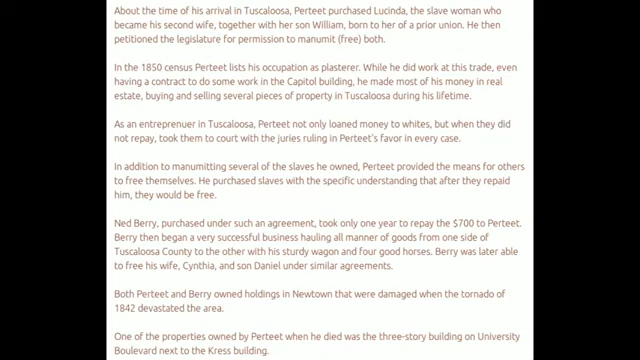 About the time of his arrival in Tuscaloosa, Perteet purchased Lucinda, the slave woman who
became his second wife, together with her son William, born to her of a prior union. He then
petitioned the legislature for permission to manumit (free) both.
In the 1850 census Perteet lists his occupation as plasterer. While he did work at this trade, even
having a contract to do some work in the Capitol building, he made most of his money in real
estate, buying and selling several pieces of property in Tuscaloosa during his lifetime.
As an entreprenuer in Tuscaloosa, Perteet not only loaned money to whites, but when they did
not repay, took them to court with the juries ruling in Perteet's favor in every case.
In addition to manumitting several of the slaves he owned, Perteet provided the means for others
to free themselves. He purchased slaves with the specific understanding that after they repaid
him, they would be free.
Ned Berry, purchased under such an agreement, took only one year to repay the $700 to Perteet.
Berry then began a very successful business hauling all manner of goods from one side of
Tuscaloosa County to the other with his sturdy wagon and four good horses. Berry was later able
to free his wife, Cynthia, and son Daniel under similar agreements.
Both Perteet and Berry owned holdings in Newtown that were damaged when the tornado of
1842 devastated the area.
One of the properties owned by Perteet when he died was the three-story building on University
Boulevard next to the Kress building.